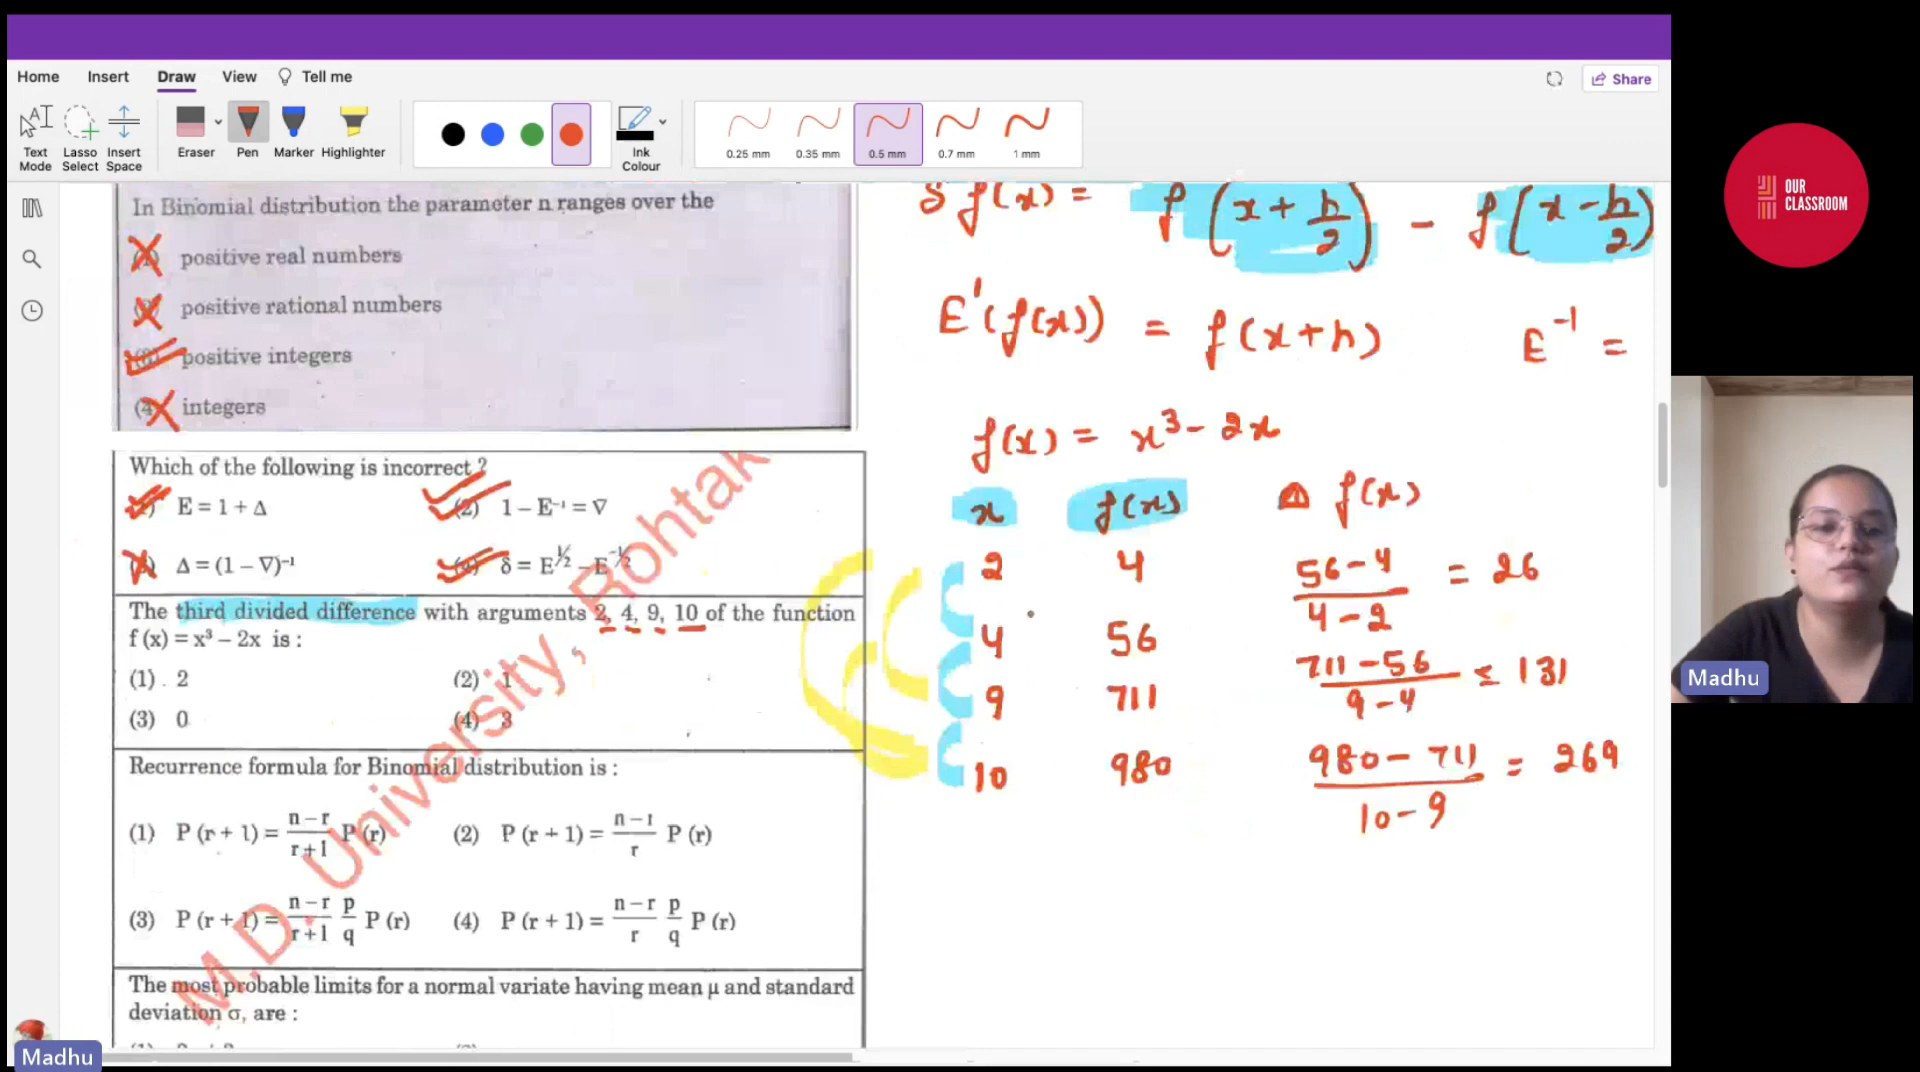 Home Insert Draw View Tell me
Share
Text Mode
Lasso Select
Insert Space
Eraser
Pen
Marker
Highlighter
Ink Colour
0.25 mm 0.35 mm 0.5 mm 0.7 mm 1 mm
OUR CLASSROOM
In Binomial distribution the parameter n ranges over the
positive real numbers
positive rational numbers
positive integers
(4) integers
Which of the following is incorrect ?
E = 1 + Δ
(2) 1 – E⁻¹ = ∇
Δ = (1 – ∇)⁻¹
δ = E^½ – E^-½
The third divided difference with arguments 2, 4, 9, 10 of the function
f (x) = x³ – 2x is :
(1) . 2 (2) 1
(3) 0 (4) 3
Recurrence formula for Binomial distribution is :
(1) P (r + 1) = n – r / r + 1 P (r)
(2) P (r + 1) = n – r / r P (r)
(3) P (r + 1) = n – r / r + 1 p / q P (r)
(4) P (r + 1) = n – r / r p / q P (r)
The most probable limits for a normal variate having mean μ and standard
deviation σ, are :
M.D. University, Rohtak
δ f(x) = f(x + h/2) – f(x – h/2)
E¹(f(x)) = f(x+h) E⁻¹ =
f(x) = x³ – 2x
x f(x) Δ f(x)
2 4 56 – 4 / 4 – 2 = 26
4 56 711 – 56 / 9 – 4 = 131
9 711
10 980 980 – 711 / 10 – 9 = 269
Madhu
Madhu